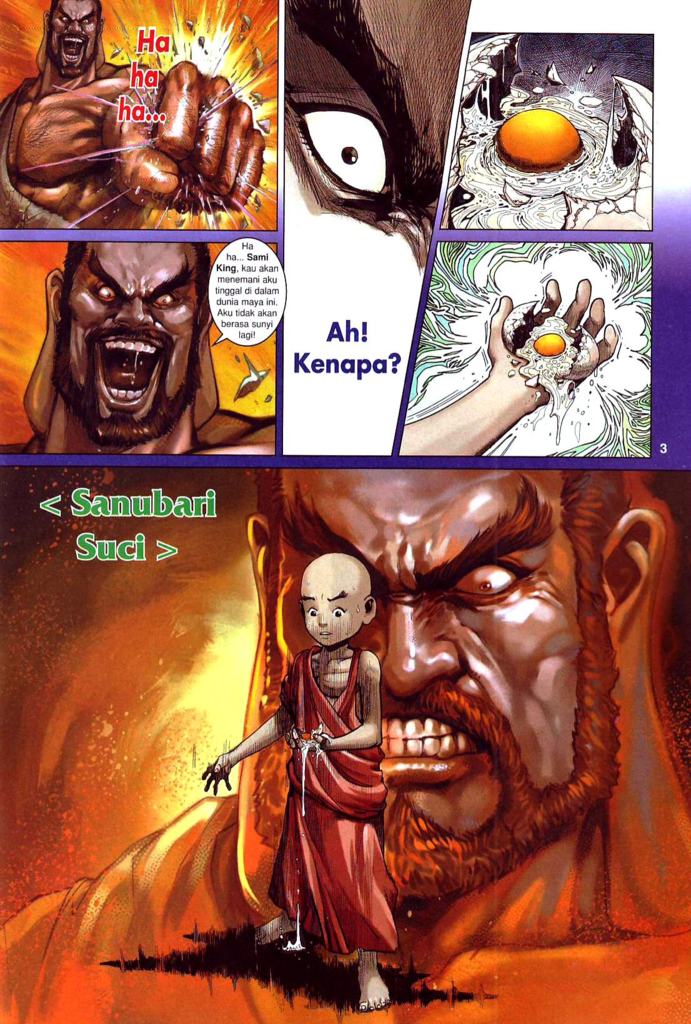 Ha
ha
ha...
Ha
ha... Sami
King, kau akan
menemani aku
tinggal di dalam
dunia maya ini.
Aku tidak akan
berasa sunyi
lagi!
Ah!
Kenapa?
3
< Sanubari
Suci >